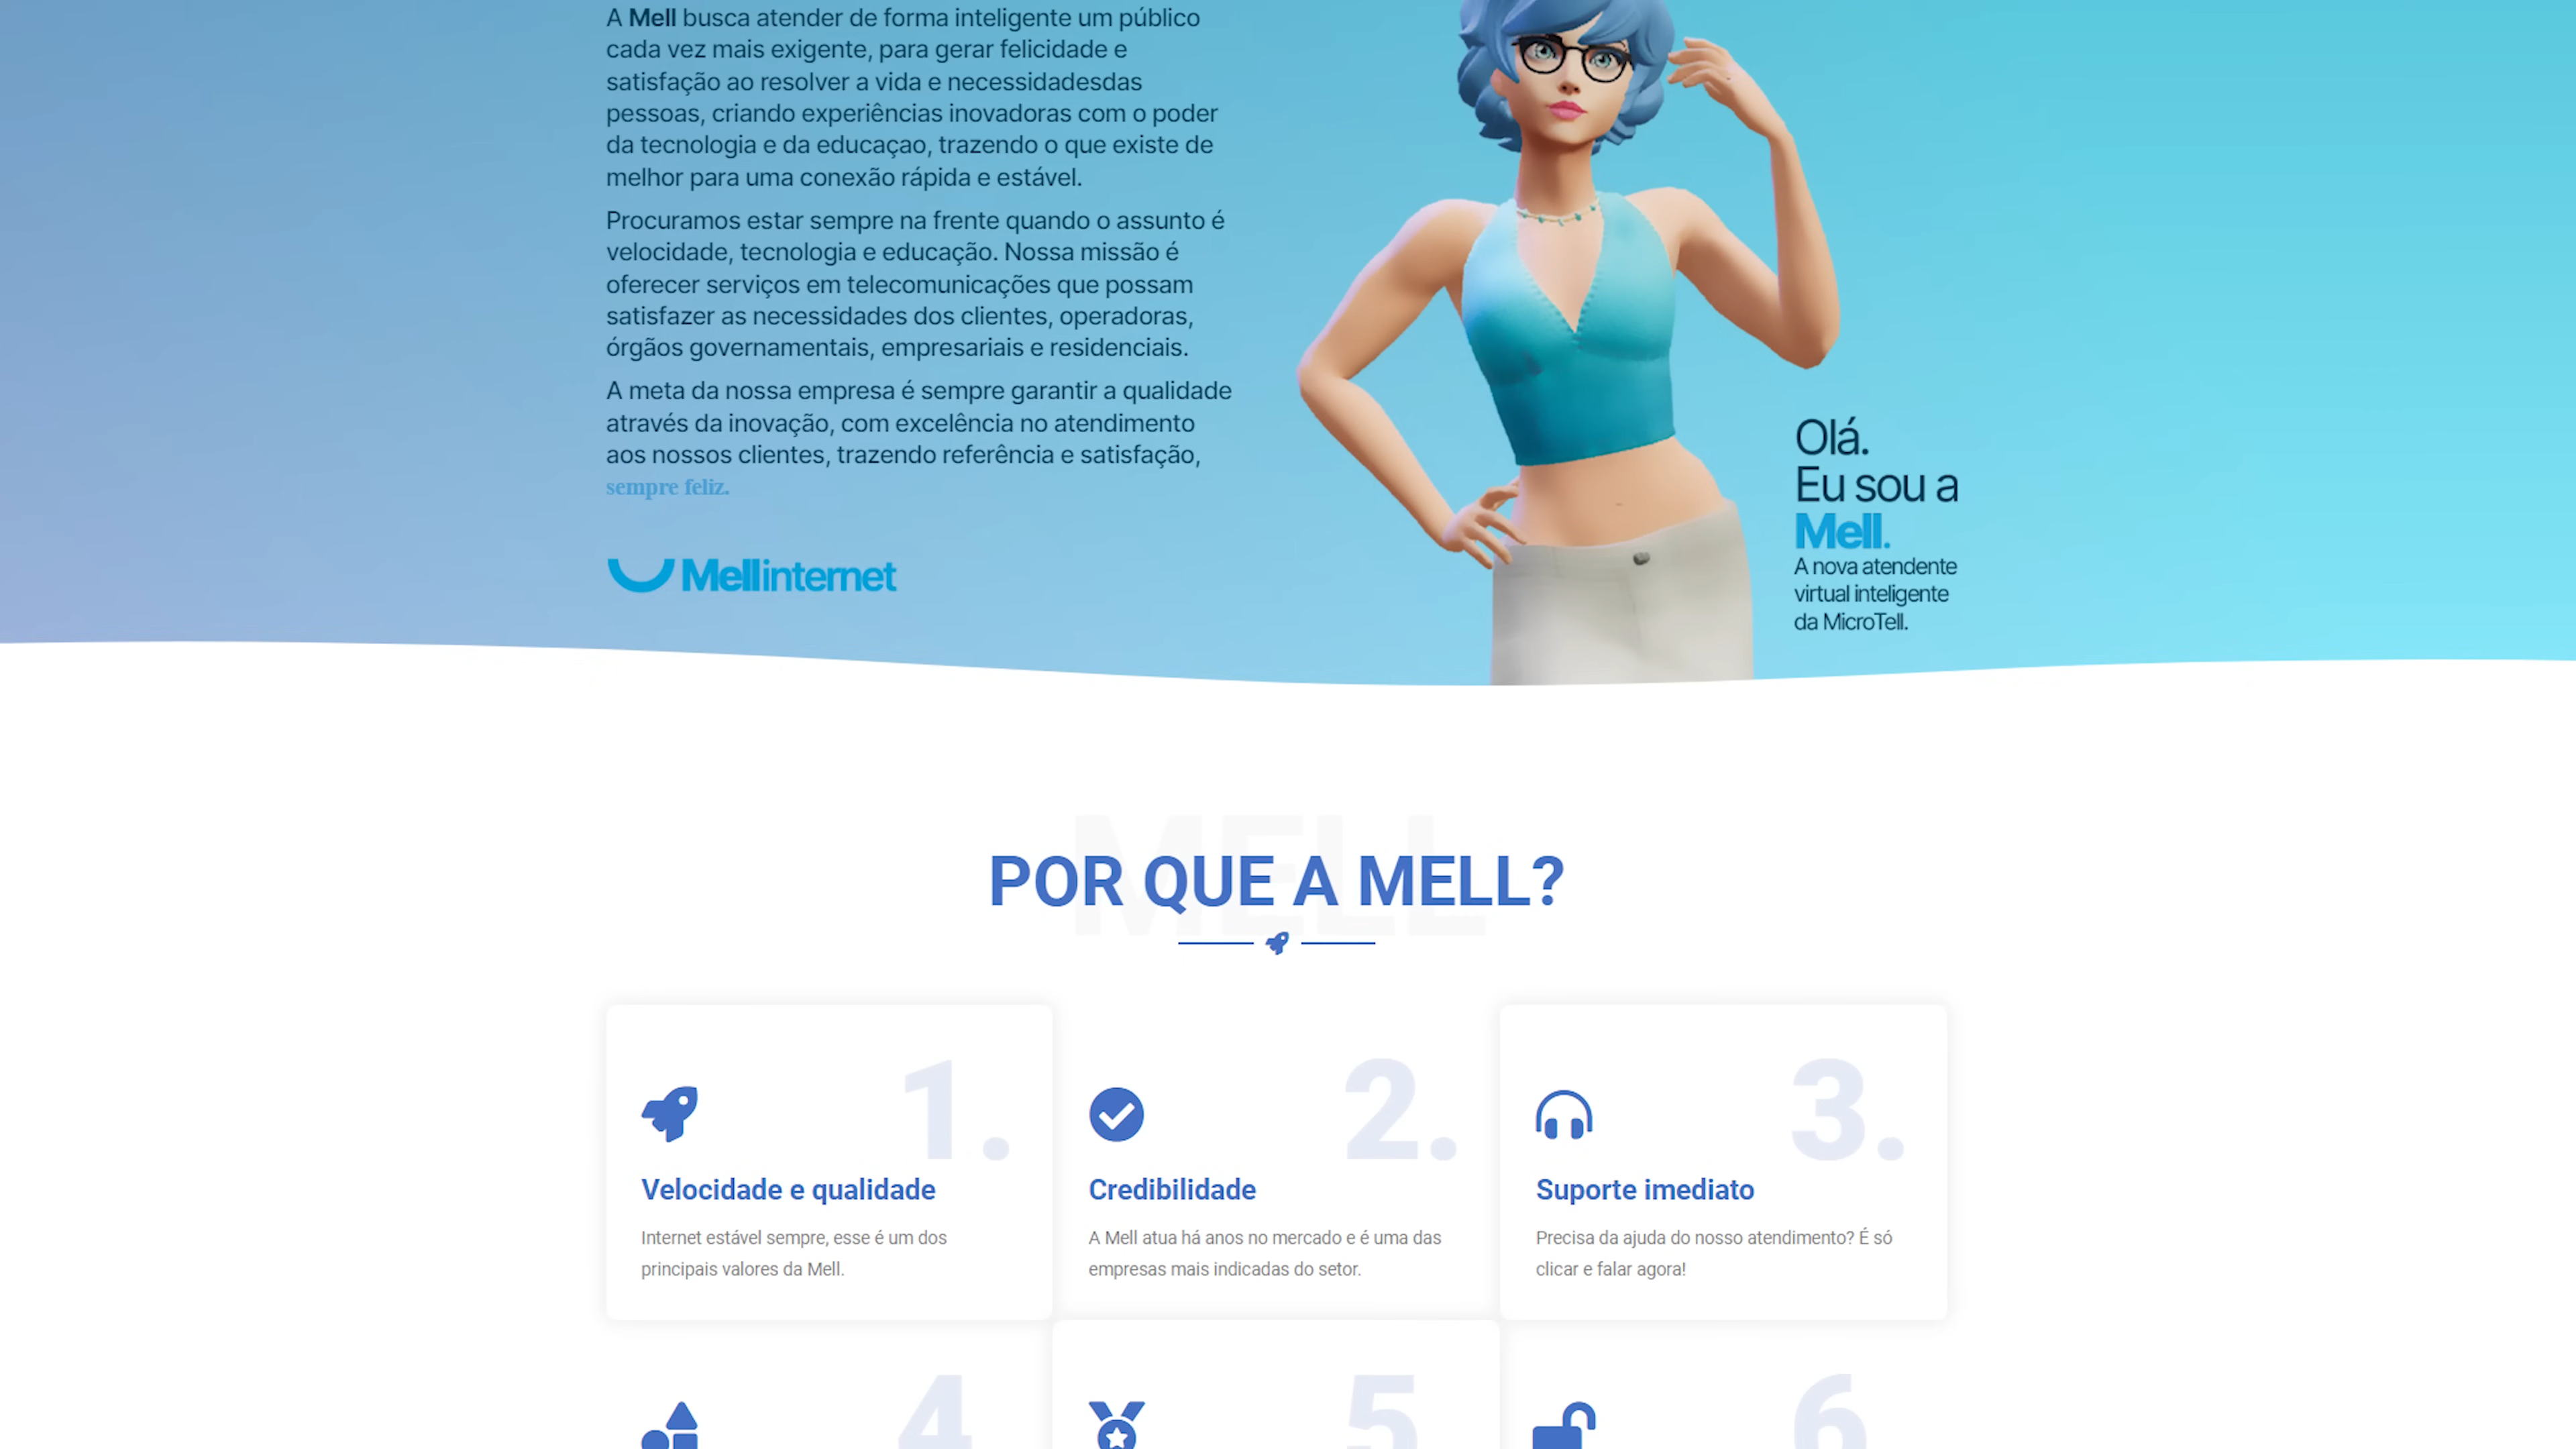 A Mell busca atender de forma inteligente um público
cada vez mais exigente, para gerar felicidade e
satisfação ao resolver a vida e necessidadesdas
pessoas, criando experiências inovadoras com o poder
da tecnologia e da educaçao, trazendo o que existe de
melhor para uma conexão rápida e estável.
Procuramos estar sempre na frente quando o assunto é
velocidade, tecnologia e educação. Nossa missão é
oferecer serviços em telecomunicações que possam
satisfazer as necessidades dos clientes, operadoras,
órgãos governamentais, empresariais e residenciais.
A meta da nossa empresa é sempre garantir a qualidade
através da inovação, com excelência no atendimento
aos nossos clientes, trazendo referência e satisfação,
sempre feliz.
Mellinternet
Olá.
Eu sou a
Mell.
A nova atendente
virtual inteligente
da MicroTell.
MELL
POR QUE A MELL?
1.
Velocidade e qualidade
Internet estável sempre, esse é um dos
principais valores da Mell.
2.
Credibilidade
A Mell atua há anos no mercado e é uma das
empresas mais indicadas do setor.
3.
Suporte imediato
Precisa da ajuda do nosso atendimento? É só
clicar e falar agora!
4
5
6